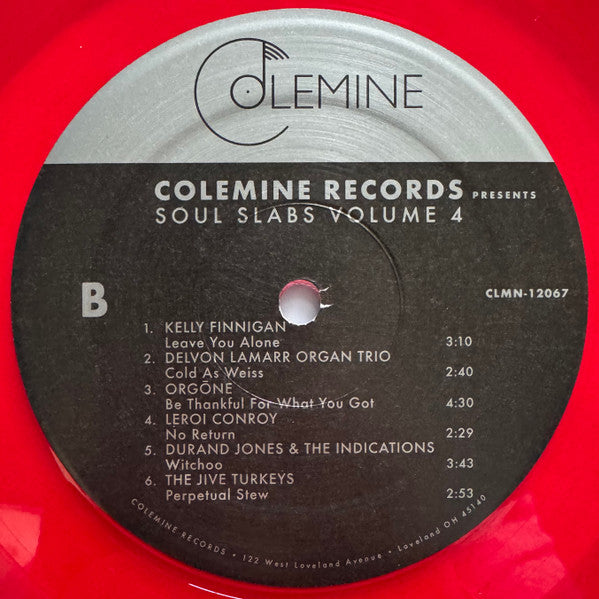 COLEMINE
COLEMINE RECORDS PRESENTS
SOUL SLABS VOLUME 4
B
CLMN-12067
1. KELLY FINNIGAN
Leave You Alone 3:10
2. DELVON LAMARR ORGAN TRIO
Cold As Weiss 2:40
3. ORGŌNE
Be Thankful For What You Got 4:30
4. LEROI CONROY
No Return 2:29
5. DURAND JONES & THE INDICATIONS
Witchoo 3:43
6. THE JIVE TURKEYS
Perpetual Stew 2:53
COLEMINE RECORDS • 122 West Loveland Avenue • Loveland OH 45140